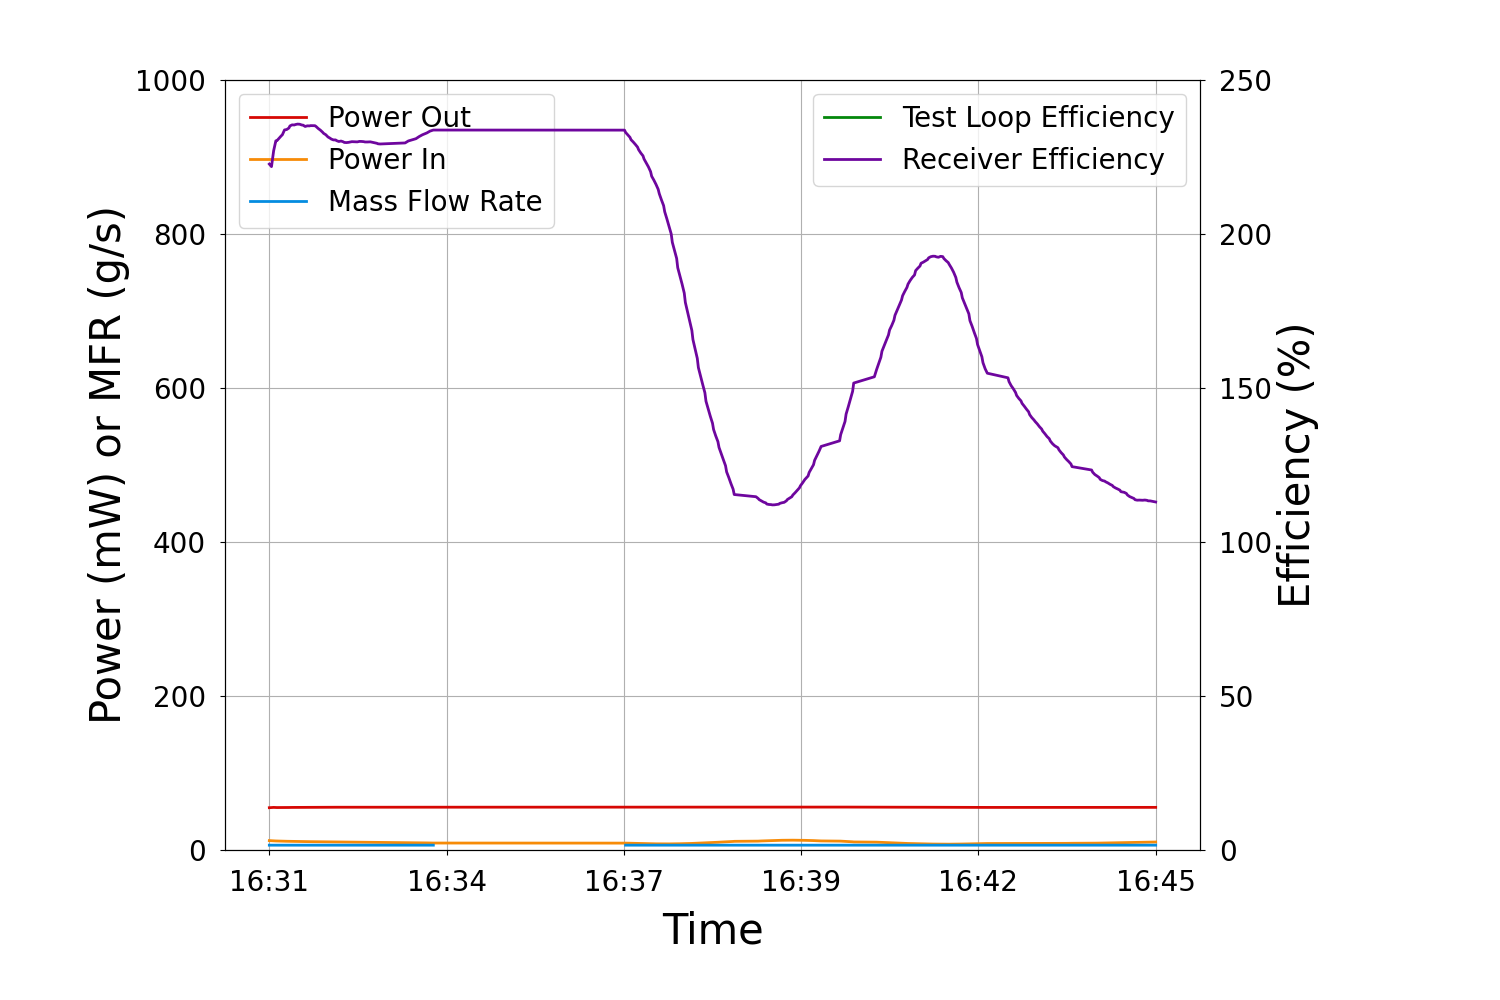 Power Out
Power In
Mass Flow Rate
Test Loop Efficiency
Receiver Efficiency
1000
800
600
400
200
0
Power (mW) or MFR (g/s)
250
200
150
100
50
0
Efficiency (%)
16:31 16:34 16:37 16:39 16:42 16:45
Time